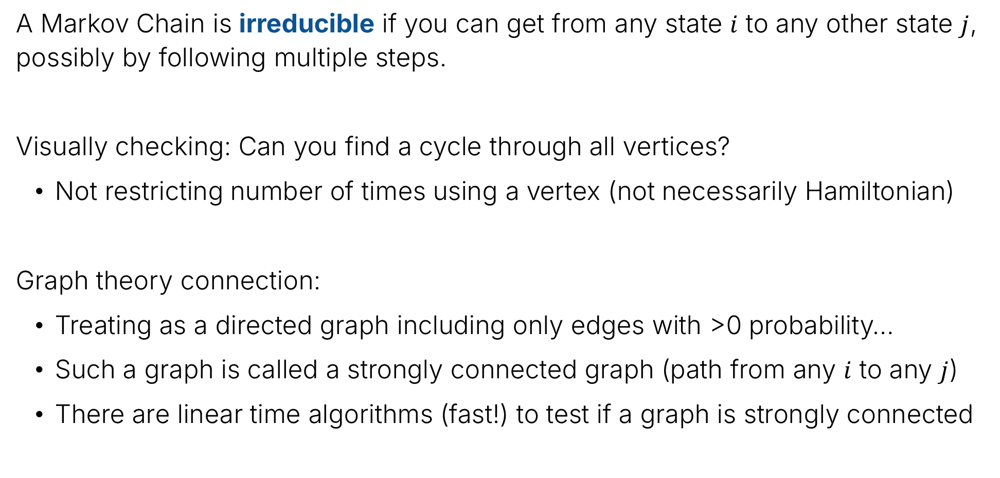 A Markov Chain is irreducible if you can get from any state i to any other state j,
possibly by following multiple steps.
Visually checking: Can you find a cycle through all vertices?
• Not restricting number of times using a vertex (not necessarily Hamiltonian)
Graph theory connection:
• Treating as a directed graph including only edges with >0 probability...
• Such a graph is called a strongly connected graph (path from any i to any j)
• There are linear time algorithms (fast!) to test if a graph is strongly connected